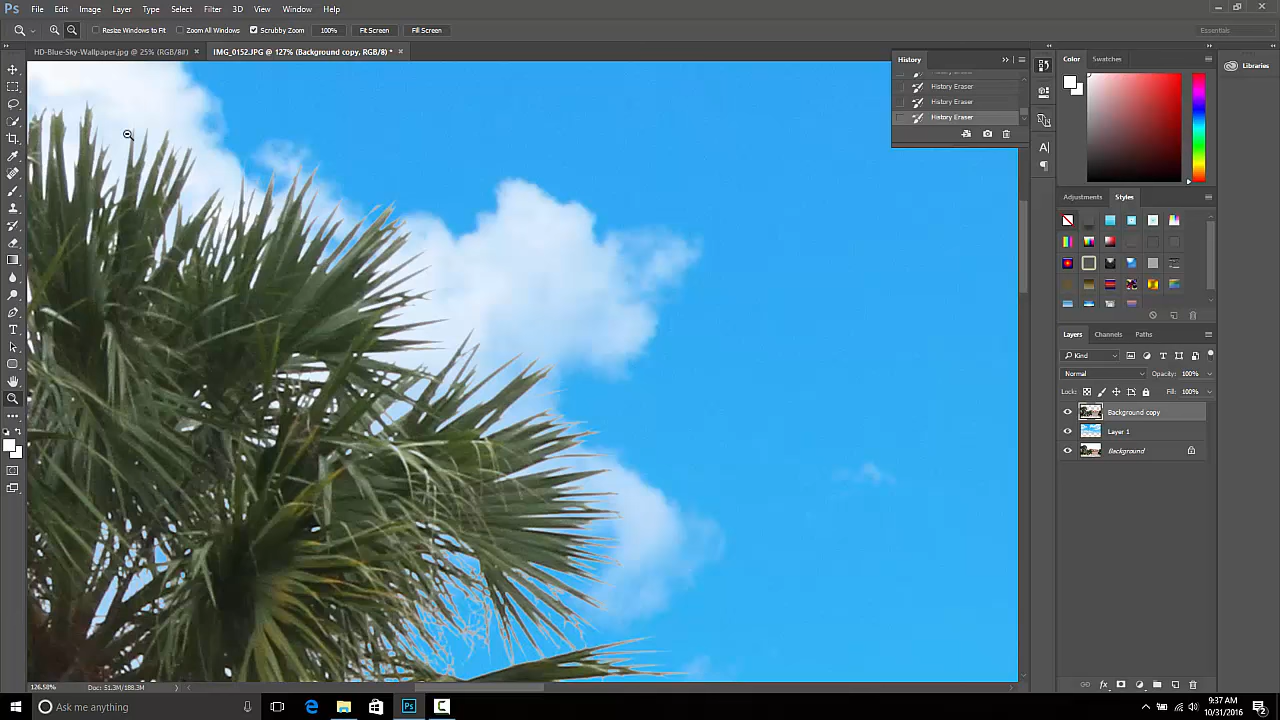 Ps File Edit Image Layer Type Select Filter 3D View Window Help
Resize Windows to Fit Zoom All Windows Scrubby Zoom 100% Fit Screen Fill Screen Essentials
HD-Blue-Sky-Wallpaper.jpg @ 25% (RGB/8#) × IMG_0152.JPG @ 127% (Background copy, RGB/8) * ×
History
History Eraser
History Eraser
History Eraser
Color Swatches
Libraries
Adjustments Styles
Layers Channels Paths
Kind
Normal Opacity: 100%
Lock: Fill: 100%
Background copy
Layer 1
Background
126.58% Doc: 51.3M/188.3M
Ask me anything
Ps
9:37 AM
10/31/2016